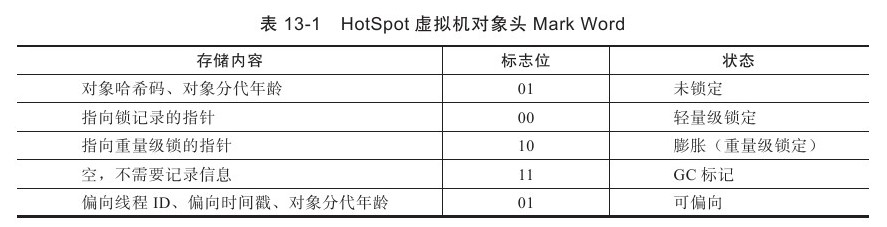 表 13-1 HotSpot 虚拟机对象头 Mark Word
存储内容 标志位 状态
对象哈希码、对象分代年龄 01 未锁定
指向锁记录的指针 00 轻量级锁定
指向重量级锁的指针 10 膨胀（重量级锁定）
空，不需要记录信息 11 GC 标记
偏向线程 ID、偏向时间戳、对象分代年龄 01 可偏向